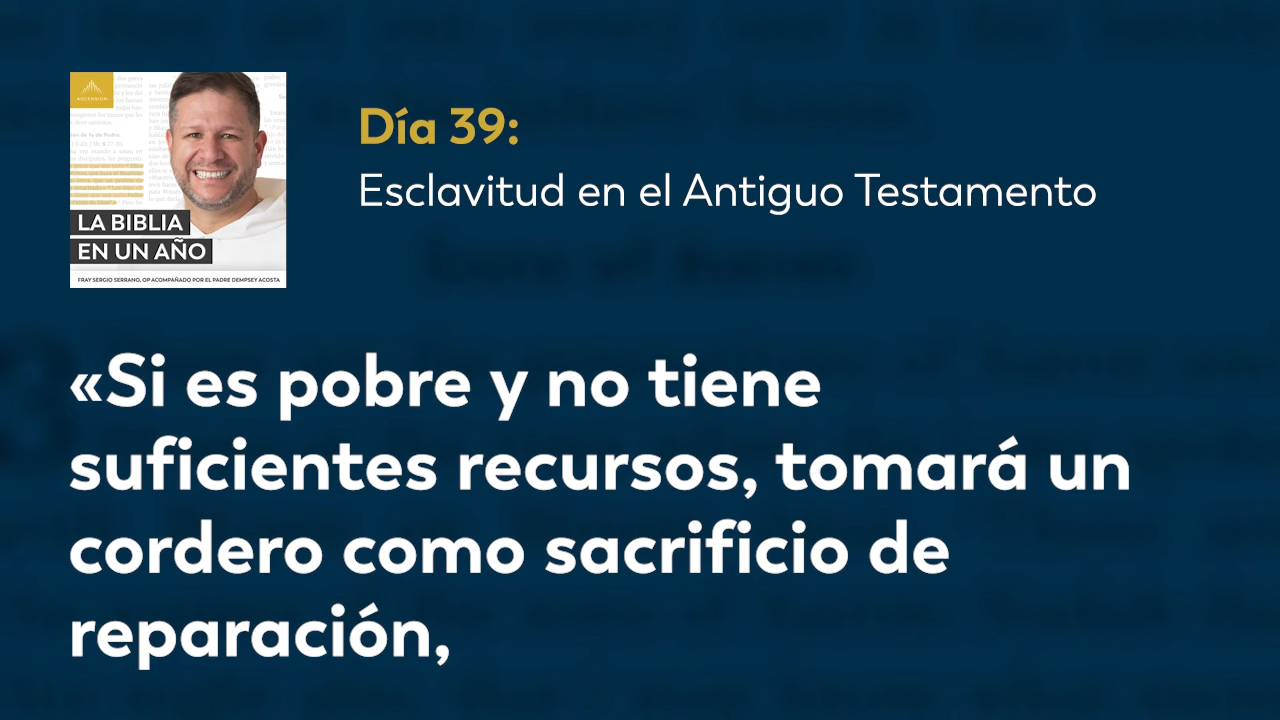 ASCENSION
LA BIBLIA
EN UN AÑO
FRAY SERGIO SERRANO, OP ACOMPAÑADO POR EL PADRE DEMPSEY ACOSTA
Día 39:
Esclavitud en el Antiguo Testamento
«Si es pobre y no tiene
suficientes recursos, tomará un
cordero como sacrificio de
reparación,